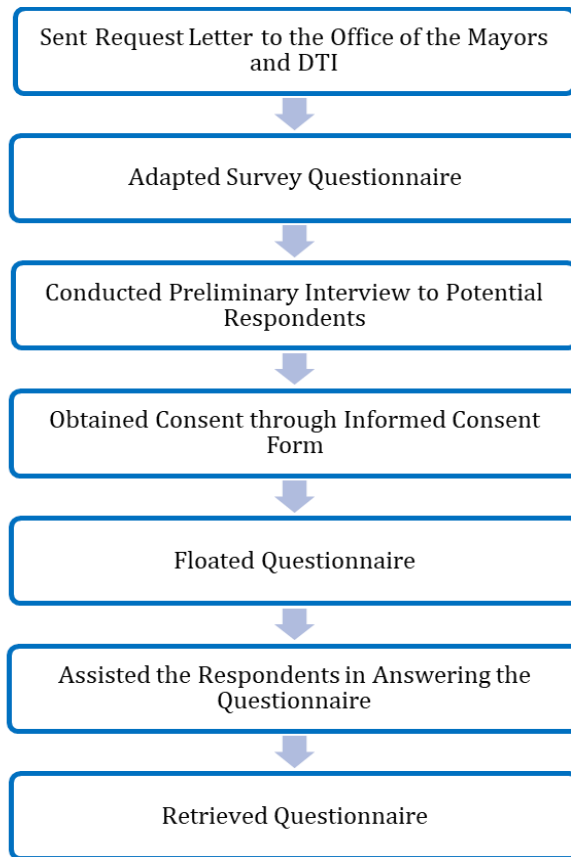 Sent Request Letter to the Office of the Mayors
and DTI
Adapted Survey Questionnaire
Conducted Preliminary Interview to Potential
Respondents
Obtained Consent through Informed Consent
Form
Floated Questionnaire
Assisted the Respondents in Answering the
Questionnaire
Retrieved Questionnaire